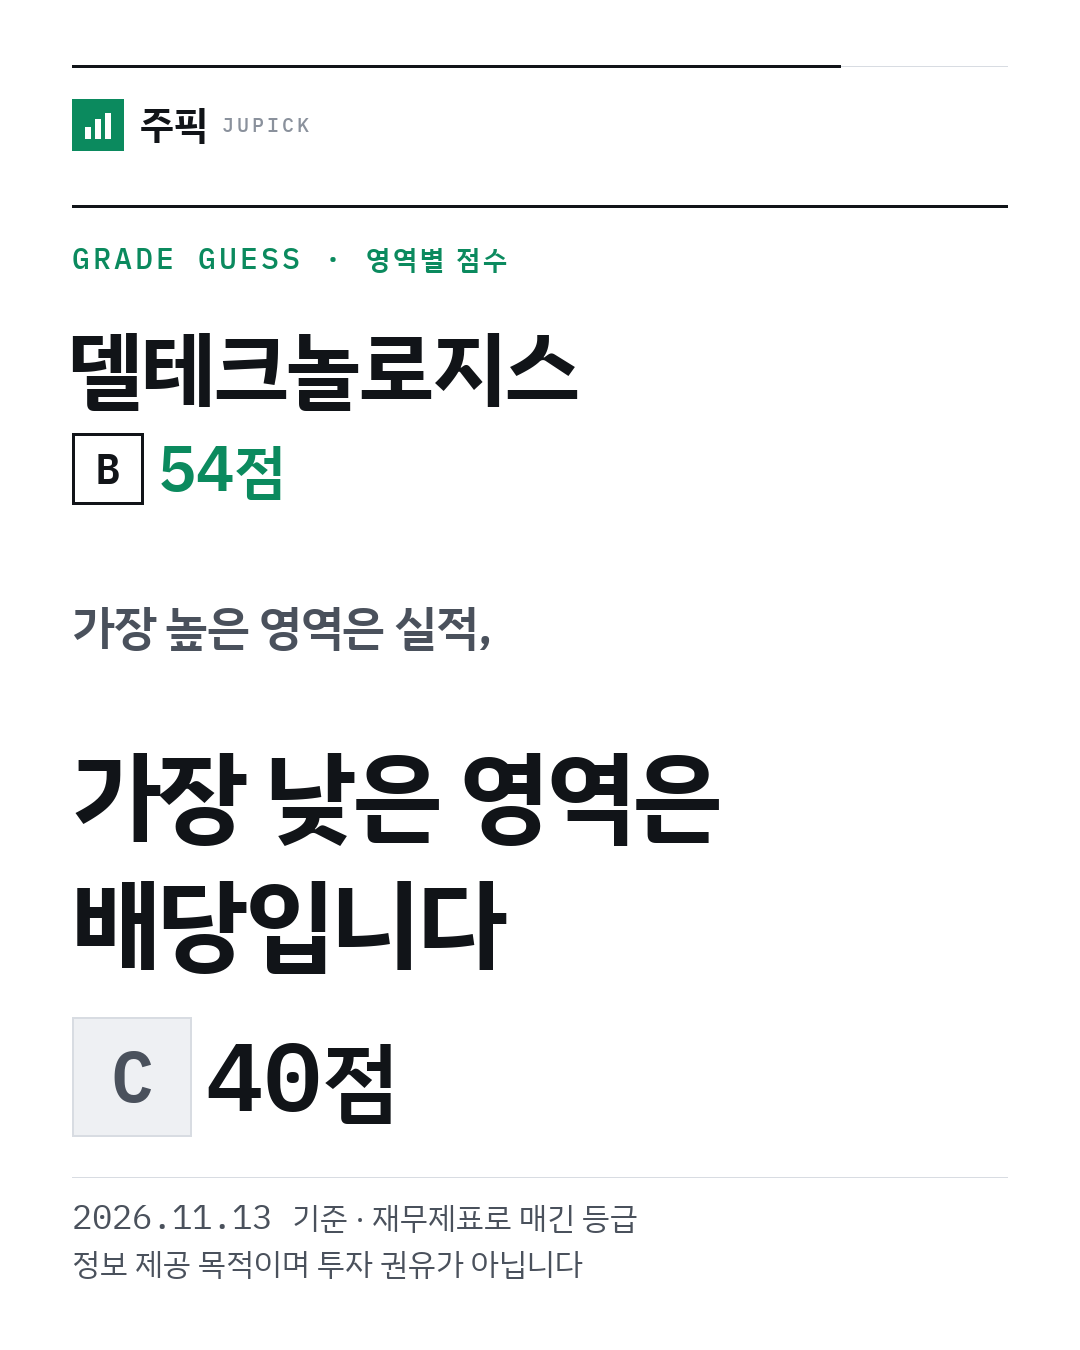 주픽 JUPICK
GRADE GUESS · 영역별 점수
델테크놀로지스
B 54점
가장 높은 영역은 실적,
가장 낮은 영역은
배당입니다
C 40점
2026.11.13 기준 · 재무제표로 매긴 등급
정보 제공 목적이며 투자 권유가 아닙니다